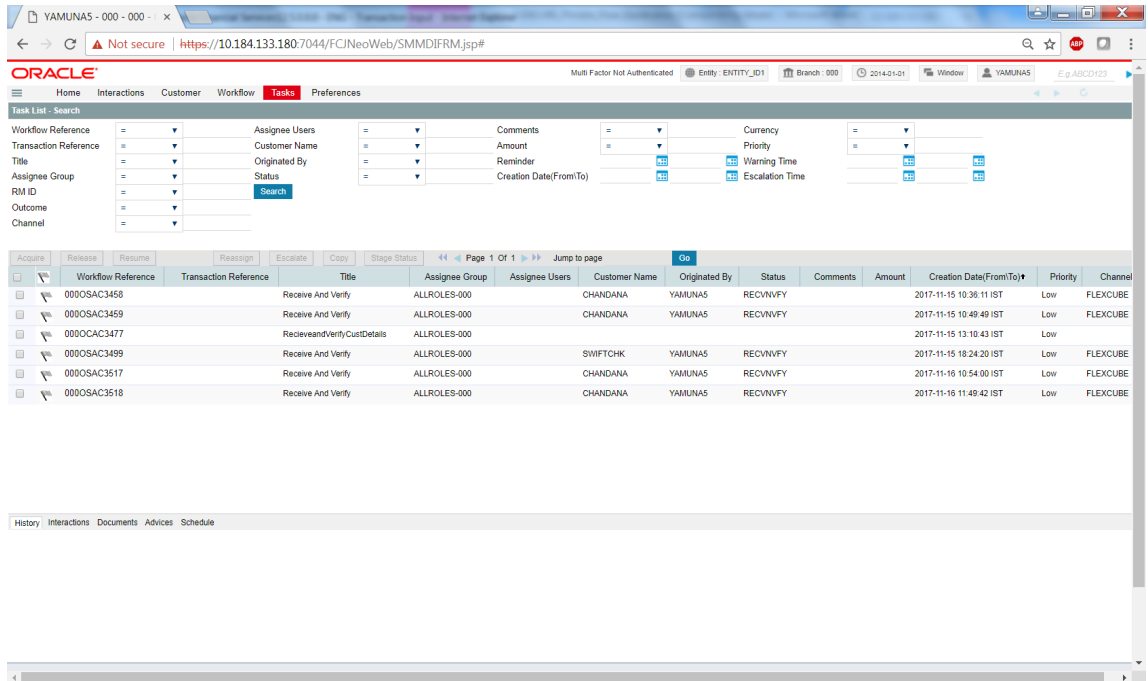 YAMUNA5 - 000 - 000 -
Not secure https://10.184.133.180:7044/FCJNeoWeb/SMMDIFRM.jsp#
ABP
ORACLE Multi Factor Not Authenticated Entity : ENTITY_ID1 Branch : 000 2014-01-01 Window YAMUNA5 E.g.ABCD123
Home Interactions Customer Workflow Tasks Preferences
Task List - Search
Workflow Reference = Assignee Users = Comments = Currency =
Transaction Reference = Customer Name = Amount = Priority =
Title = Originated By = Reminder Warning Time
Assignee Group = Status = Creation Date(From\To) Escalation Time
RM ID = Search
Outcome =
Channel =
Acquire Release Resume Reassign Escalate Copy Stage Status Page 1 Of 1 Jump to page Go
Workflow Reference Transaction Reference Title Assignee Group Assignee Users Customer Name Originated By Status Comments Amount Creation Date(From\To) Priority Channel
000OSAC3458 Receive And Verify ALLROLES-000 CHANDANA YAMUNA5 RECVNVFY 2017-11-15 10:36:11 IST Low FLEXCUBE
000OSAC3459 Receive And Verify ALLROLES-000 CHANDANA YAMUNA5 RECVNVFY 2017-11-15 10:49:49 IST Low FLEXCUBE
000OCAC3477 RecieveandVerifyCustDetails ALLROLES-000 2017-11-15 13:10:43 IST Low
000OSAC3499 Receive And Verify ALLROLES-000 SWIFTCHK YAMUNA5 RECVNVFY 2017-11-15 18:24:20 IST Low FLEXCUBE
000OSAC3517 Receive And Verify ALLROLES-000 CHANDANA YAMUNA5 RECVNVFY 2017-11-16 10:54:00 IST Low FLEXCUBE
000OSAC3518 Receive And Verify ALLROLES-000 CHANDANA YAMUNA5 RECVNVFY 2017-11-16 11:49:42 IST Low FLEXCUBE
History Interactions Documents Advices Schedule